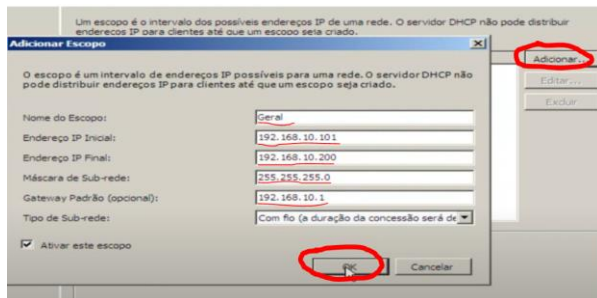 Um escopo é o intervalo dos possíveis endereços IP de uma rede. O servidor DHCP não pode distribuir
endereços IP para clientes até que um escopo seja criado.
Adicionar Escopo
Adicionar...
O escopo é um intervalo de endereços IP possíveis para uma rede. O servidor DHCP não
pode distribuir endereços IP para clientes até que um escopo seja criado.
Editar...
Excluir
Nome do Escopo: Geral
Endereço IP Inicial: 192.168.10.101
Endereço IP Final: 192.168.10.200
Máscara de Sub-rede: 255.255.255.0
Gateway Padrão (opcional): 192.168.10.1
Tipo de Sub-rede: Com fio (a duração da concessão será de
Ativar este escopo
OK Cancelar